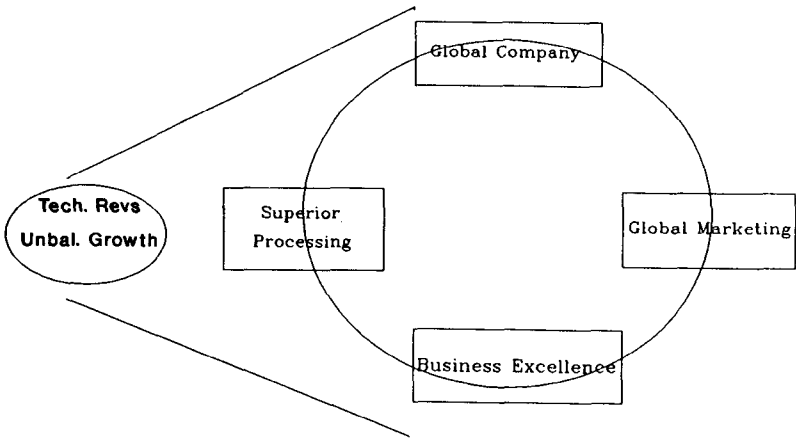 Global Company
Tech. Revs
Unbal. Growth
Superior
Processing
Global Marketing
Business Excellence